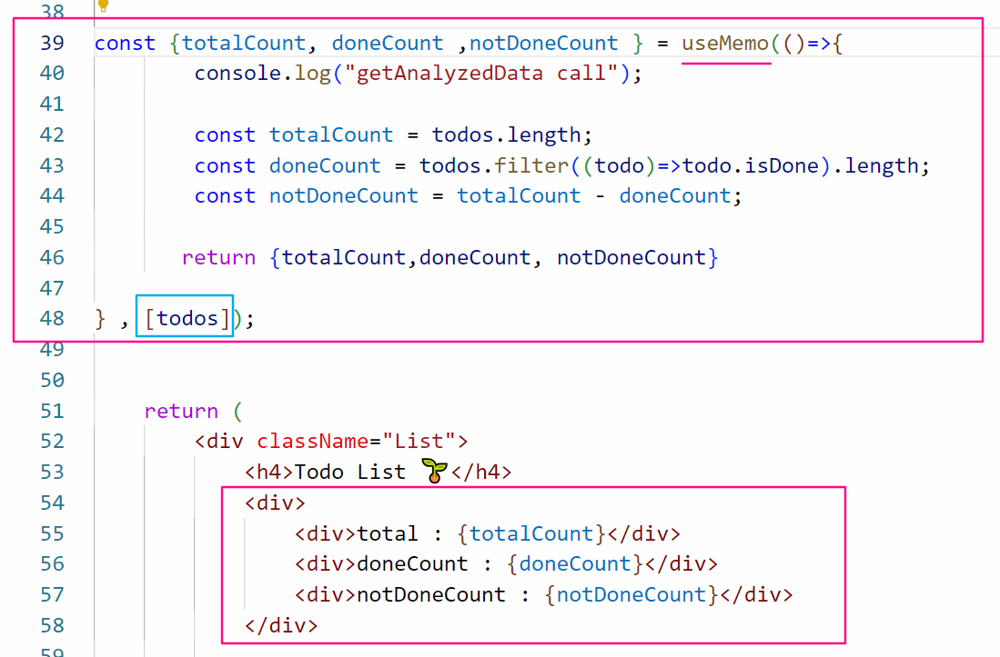 38
39 const {totalCount, doneCount ,notDoneCount } = useMemo(()=>{
40 console.log("getAnalyzedData call");
41
42 const totalCount = todos.length;
43 const doneCount = todos.filter((todo)=>todo.isDone).length;
44 const notDoneCount = totalCount - doneCount;
45
46 return {totalCount,doneCount, notDoneCount}
47
48 } , [todos]);
49
50
51 return (
52 <div className="List">
53 <h4>Todo List 🌱</h4>
54 <div>
55 <div>total : {totalCount}</div>
56 <div>doneCount : {doneCount}</div>
57 <div>notDoneCount : {notDoneCount}</div>
58 </div>
59